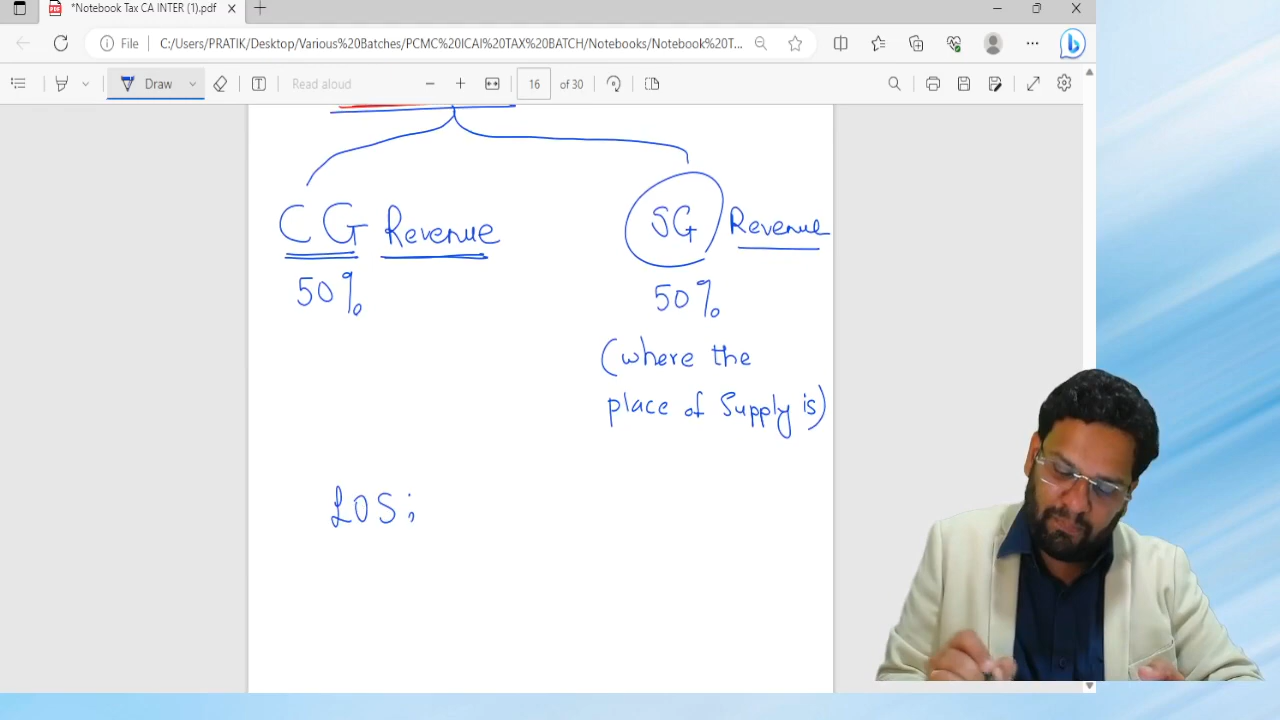 *Notebook Tax CA INTER (1).pdf
File C:/Users/PRATIK/Desktop/Various%20Batches/PCMC%20ICAI%20TAX%20BATCH/Notebooks/Notebook%20T...
Draw Read aloud 16 of 30
CG Revenue SG Revenue
50% 50%
(where the
place of Supply is)
LOS ;